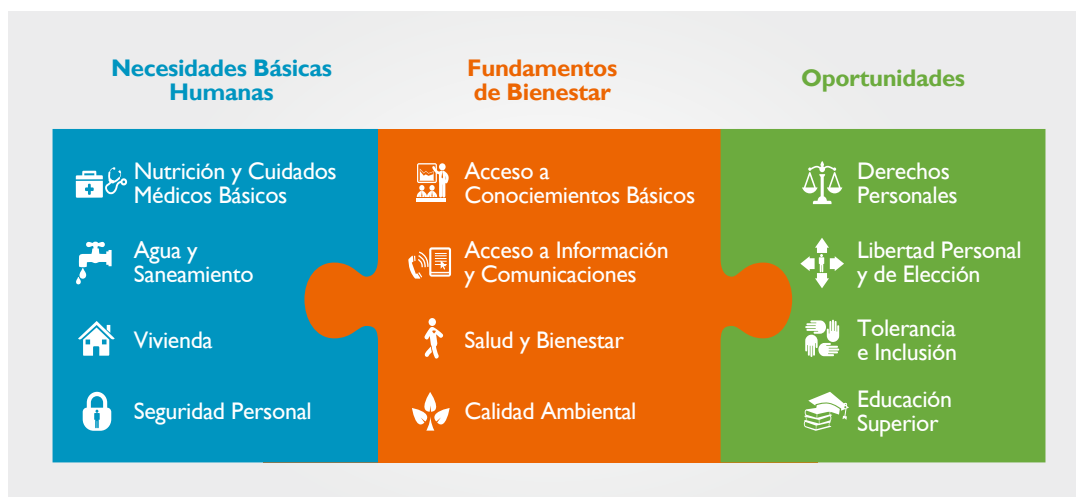 Necesidades Básicas
Humanas
Nutrición y Cuidados
Médicos Básicos
Agua y
Saneamiento
Vivienda
Seguridad Personal
Fundamentos
de Bienestar
Acceso a
Conociemientos Básicos
Acceso a Información
y Comunicaciones
Salud y Bienestar
Calidad Ambiental
Oportunidades
Derechos
Personales
Libertad Personal
y de Elección
Tolerancia
e Inclusión
Educación
Superior